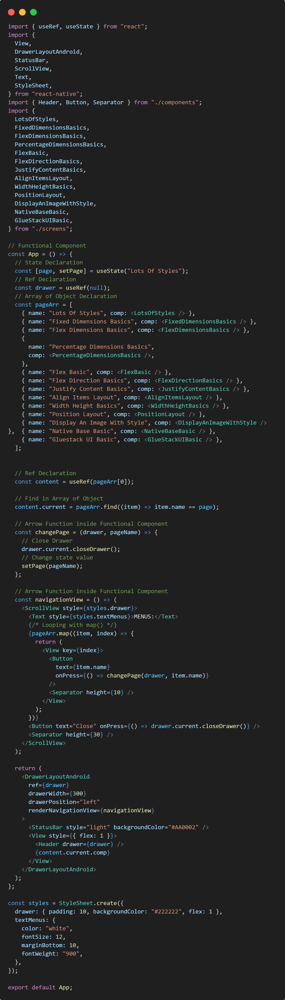 import { useRef, useState } from "react";
import {
  View,
  DrawerLayoutAndroid,
  StatusBar,
  ScrollView,
  Text,
  StyleSheet,
} from "react-native";
import { Header, Button, Separator } from "./components";
import {
  LotsOfStyles,
  FixedDimensionsBasics,
  FlexDimensionsBasics,
  PercentageDimensionsBasics,
  FlexBasic,
  FlexDirectionBasics,
  JustifyContentBasics,
  AlignItemsLayout,
  WidthHeightBasics,
  PositionLayout,
  DisplayAnImageWithStyle,
  NativeBaseBasic,
  GlueStackUIBasic,
} from "./screens";

// Functional Component
const App = () => {
  // State Declaration
  const [page, setPage] = useState("Lots Of Styles");
  // Ref Declaration
  const drawer = useRef(null);
  // Array of Object Declaration
  const pageArr = [
    { name: "Lots Of Styles", comp: <LotsOfStyles /> },
    { name: "Fixed Dimensions Basics", comp: <FixedDimensionsBasics /> },
    { name: "Flex Dimensions Basics", comp: <FlexDimensionsBasics /> },
    {
      name: "Percentage Dimensions Basics",
      comp: <PercentageDimensionsBasics />,
    },
    { name: "Flex Basic", comp: <FlexBasic /> },
    { name: "Flex Direction Basics", comp: <FlexDirectionBasics /> },
    { name: "Justify Content Basics", comp: <JustifyContentBasics /> },
    { name: "Align Items Layout", comp: <AlignItemsLayout /> },
    { name: "Width Height Basics", comp: <WidthHeightBasics /> },
    { name: "Position Layout", comp: <PositionLayout /> },
    { name: "Display An Image With Style", comp: <DisplayAnImageWithStyle />
},  { name: "Native Base Basic", comp: <NativeBaseBasic /> },
    { name: "Gluestack UI Basic", comp: <GlueStackUIBasic /> },
  ];


  // Ref Declaration
  const content = useRef(pageArr[0]);

  // Find in Array of Object
  content.current = pageArr.find((item) => item.name == page);

  // Arrow Function inside Functional Component
  const changePage = (drawer, pageName) => {
    // Close Drawer
    drawer.current.closeDrawer();
    // Change state value
    setPage(pageName);
  };

  // Arrow Function inside Functional Component
  const navigationView = () => (
    <ScrollView style={styles.drawer}>
      <Text style={styles.textMenus}>MENUS:</Text>
      {/* Looping with map() */}
      {pageArr.map((item, index) => {
        return (
          <View key={index}>
            <Button
              text={item.name}
              onPress={() => changePage(drawer, item.name)}
            />
            <Separator height={10} />
          </View>
        );
      })}
      <Button text="Close" onPress={() => drawer.current.closeDrawer()} />
      <Separator height={30} />
    </ScrollView>
  );

  return (
    <DrawerLayoutAndroid
      ref={drawer}
      drawerWidth={300}
      drawerPosition="left"
      renderNavigationView={navigationView}
    >
      <StatusBar style="light" backgroundColor="#AA0002" />
      <View style={{ flex: 1 }}>
        <Header drawer={drawer} />
        {content.current.comp}
      </View>
    </DrawerLayoutAndroid>
  );
};

const styles = StyleSheet.create({
  drawer: { padding: 10, backgroundColor: "#222222", flex: 1 },
  textMenus: {
    color: "white",
    fontSize: 12,
    marginBottom: 10,
    fontWeight: "900",
  },
});

export default App;